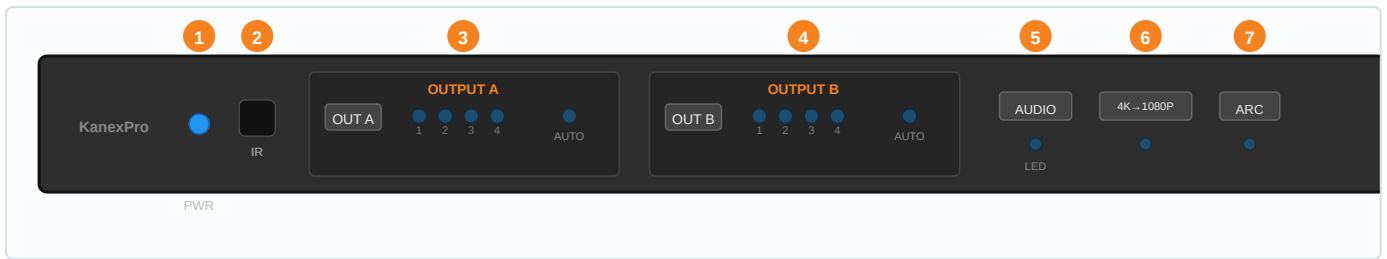 1 2 3 4 5 6 7
KanexPro
PWR
IR
OUTPUT A
OUT A
1 2 3 4
AUTO
OUTPUT B
OUT B
1 2 3 4
AUTO
AUDIO
LED
4K→1080P
ARC